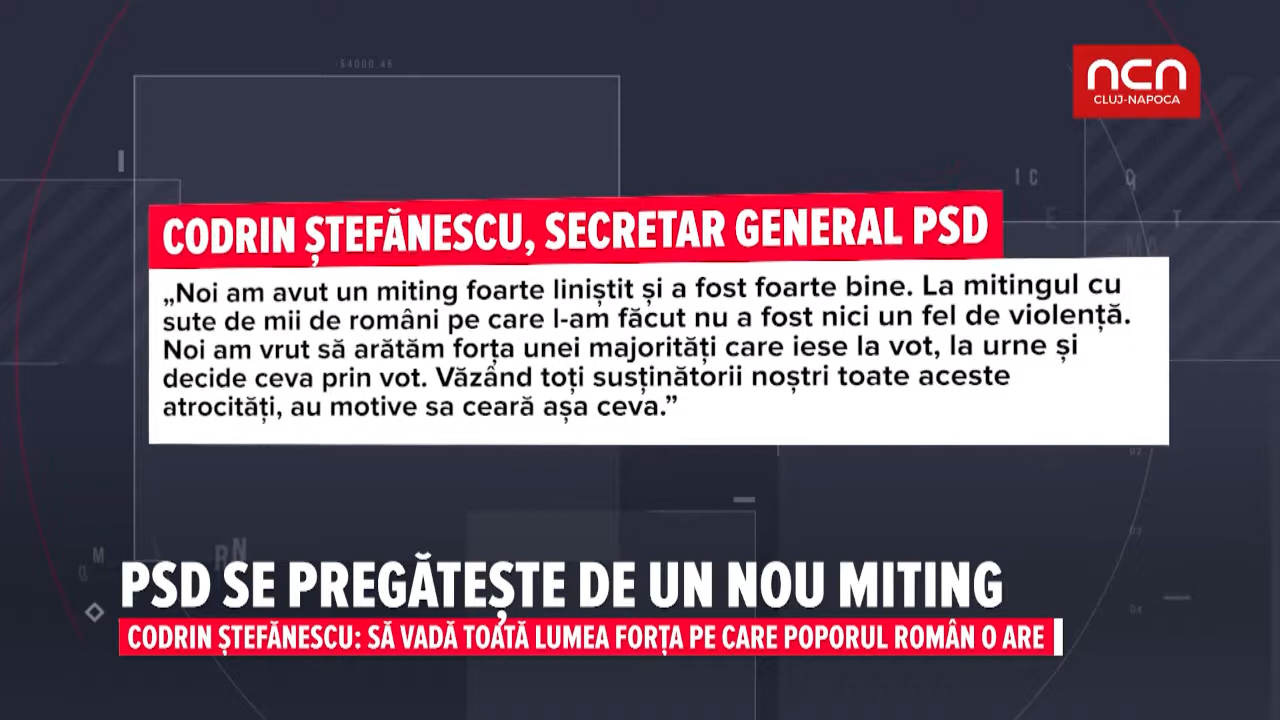 54000.46
ncn
CLUJ-NAPOCA
CODRIN ȘTEFĂNESCU, SECRETAR GENERAL PSD
„Noi am avut un miting foarte liniștit și a fost foarte bine. La mitingul cu
sute de mii de români pe care l-am făcut nu a fost nici un fel de violență.
Noi am vrut să arătăm forța unei majorități care iese la vot, la urne și
decide ceva prin vot. Văzând toți susținătorii noștri toate aceste
atrocități, au motive sa ceară așa ceva.”
PSD SE PREGĂTEȘTE DE UN NOU MITING
CODRIN ȘTEFĂNESCU: SĂ VADĂ TOATĂ LUMEA FORȚA PE CARE POPORUL ROMÂN O ARE